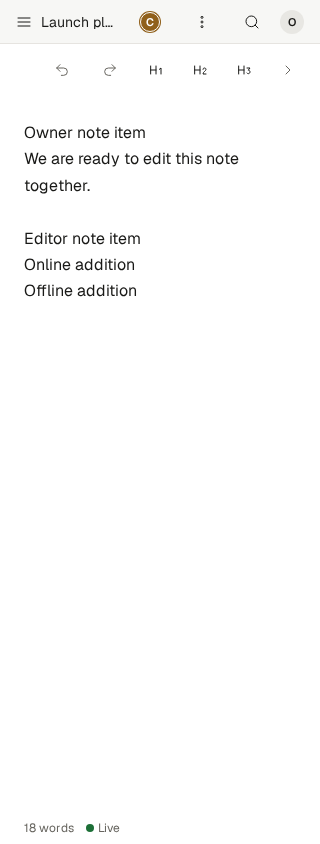 Launch pl...
C
O
H1
H2
H3
Owner note item
We are ready to edit this note
together.
Editor note item
Online addition
Offline addition
18 words
Live